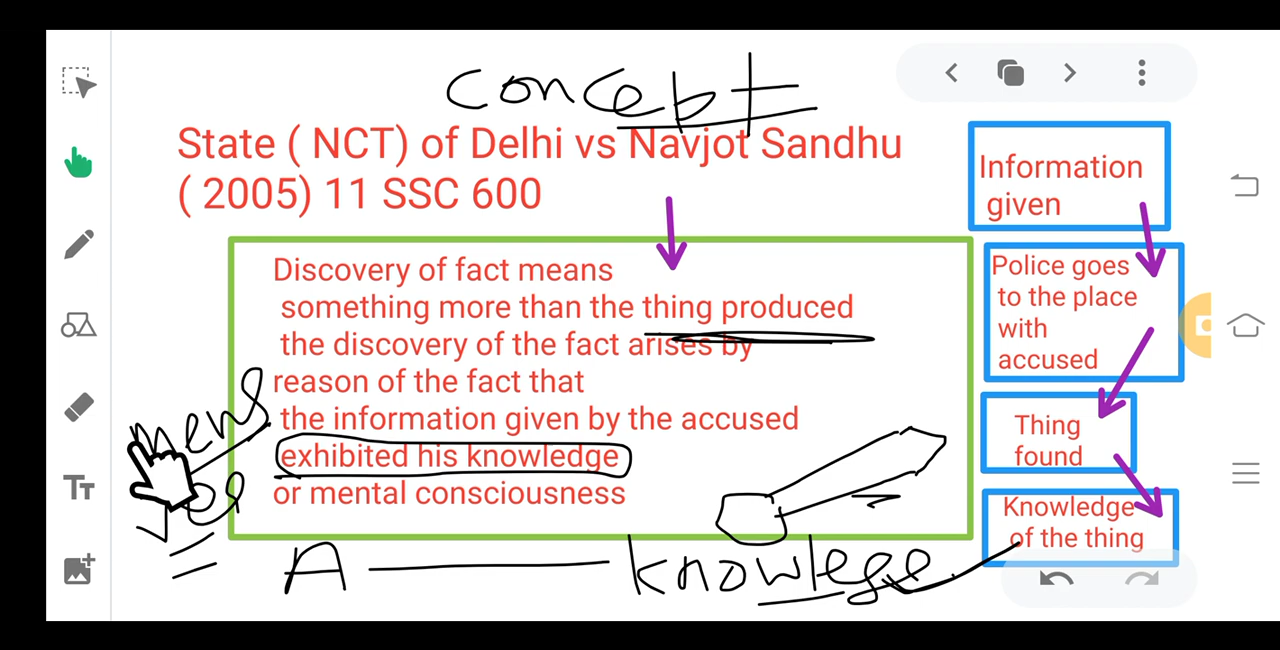 concept
State ( NCT) of Delhi vs Navjot Sandhu
( 2005) 11 SSC 600
Discovery of fact means
something more than the thing produced
the discovery of the fact arises by
reason of the fact that
the information given by the accused
exhibited his knowledge
or mental consciousness
mens
A knowlege
Information
given
Police goes
to the place
with
accused
Thing
found
Knowledge
of the thing
TT